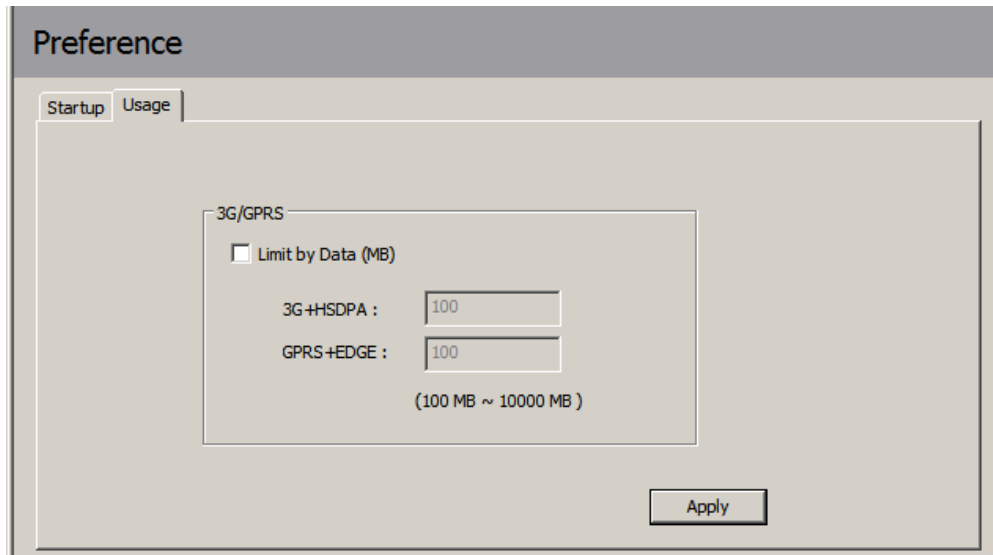 Preference
Startup Usage
3G/GPRS
Limit by Data (MB)
3G+HSDPA : 100
GPRS+EDGE : 100
(100 MB ~ 10000 MB )
Apply